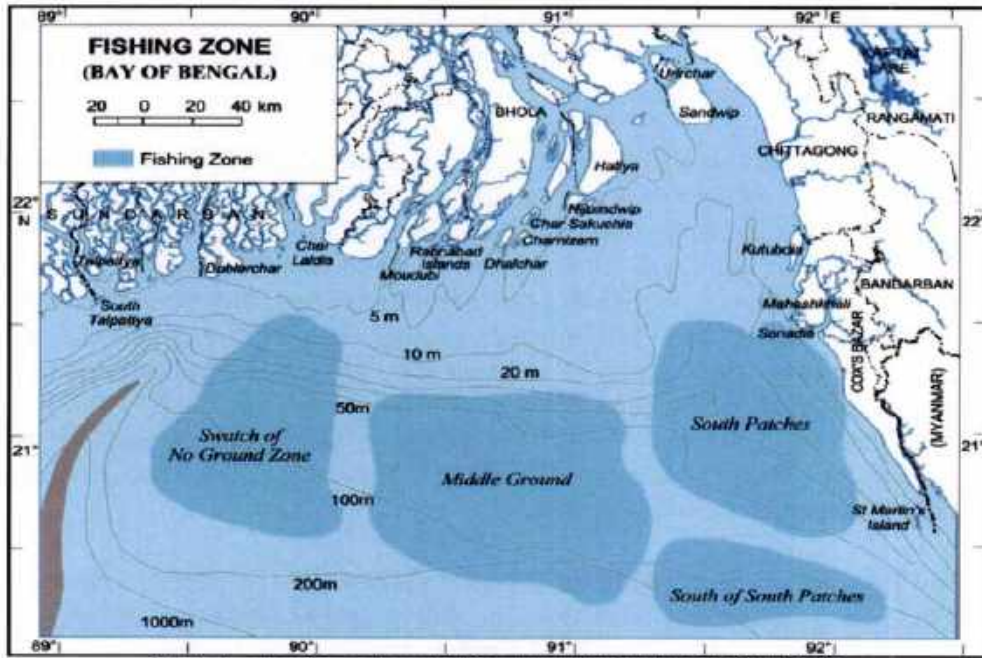 89°
90°
91°
92° E
FISHING ZONE
(BAY OF BENGAL)
20 0 20 40 km
Fishing Zone
Urirchar
Sandwip
BHOLA
Hatiya
KAPTAI
LAKE
RANGAMATI
CHITTAGONG
22°
N
22°
SUNDARBAN
Nijumdwip
Char Sakuchia
Charnizam
Char
Laldia
Rabnabad
Islands
Dhalchar
Moudubi
Talpatya
Dublarchar
South
Talpatiya
Kutubdia
BANDARBAN
Maheshkhali
Sonadia
COX'S BAZAR
(MYANMAR)
5 m
10 m
20 m
50m
21°
21°
Swatch of
No Ground Zone
Middle Ground
South Patches
100m
St Martin's
Island
200m
South of South Patches
1000m
89°
90°
91°
92°